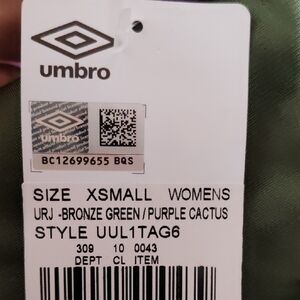 umbro
umbro
BC12699655 BQS
SIZE XSMALL WOMENS
URJ -BRONZE GREEN / PURPLE CACTUS
STYLE UUL1TAG6
309 10 0043
DEPT CL ITEM